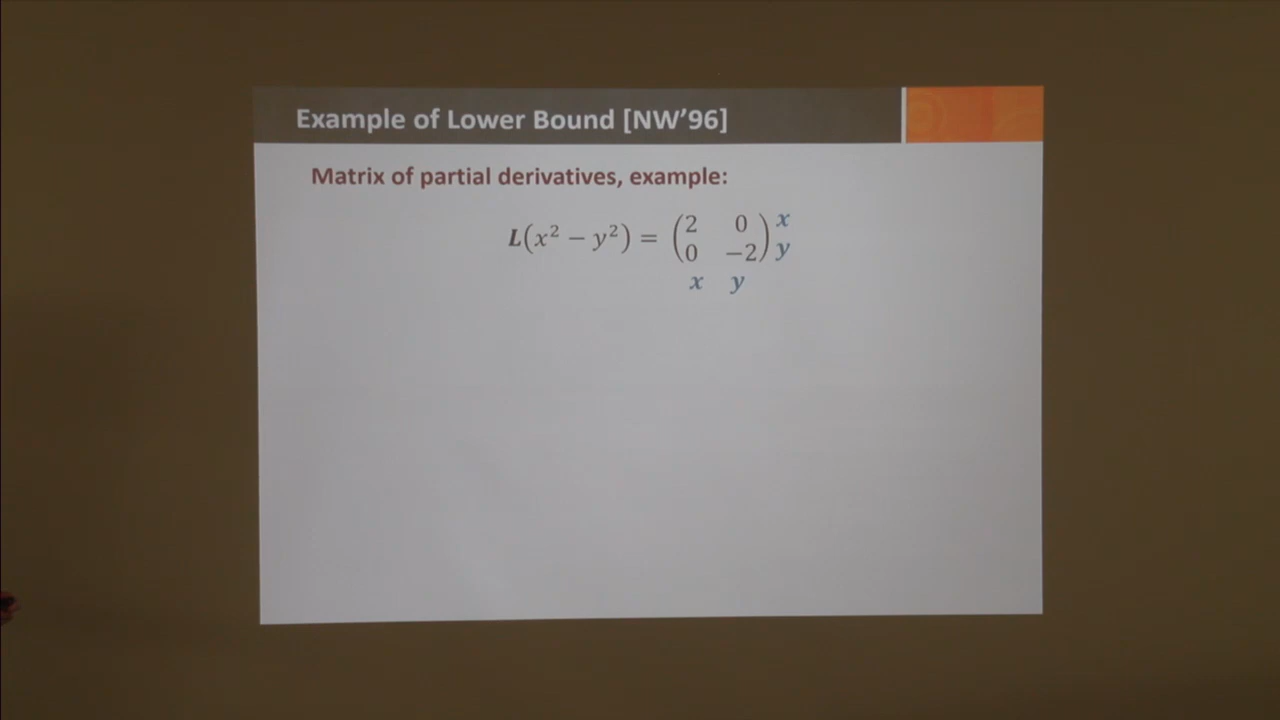 Example of Lower Bound [NW'96]
Matrix of partial derivatives, example:
L(x² − y²) = (2 0) x
(0 −2) y
x y